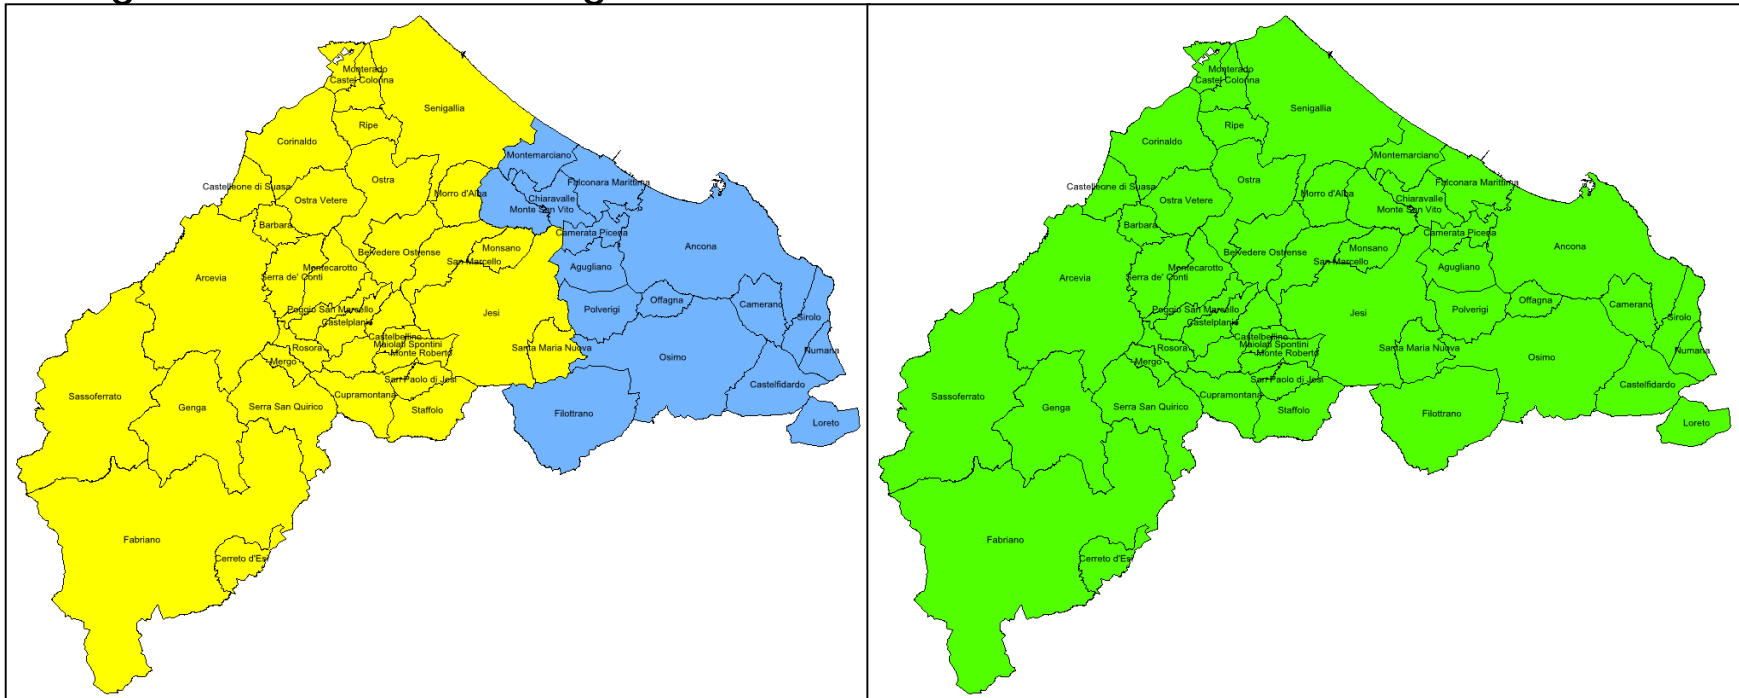 Monterado
Castel Colonna
Senigallia
Ripe
Corinaldo
Montemarciano
Ostra
Castelleone di Suasa
Morro d'Alba
Falconara Marittima
Ostra Vetere
Chiaravalle
Monte San Vito
Barbara
Camerata Picena
Belvedere Ostrense
Monsano
Ancona
San Marcello
Arcevia
Serra de' Conti
Montecarotto
Agugliano
Poggio San Marcello
Castelplanio
Jesi
Polverigi
Offagna
Camerano
Sirolo
Castelbellino
Maiolati Spontini
Monte Roberto
Rosora
Mergo
Santa Maria Nuova
Osimo
Numana
San Paolo di Jesi
Castelfidardo
Sassoferrato
Genga
Serra San Quirico
Cupramontana
Staffolo
Filottrano
Loreto
Fabriano
Cerreto d'Esi
Monterado
Castel Colonna
Senigallia
Ripe
Corinaldo
Montemarciano
Ostra
Castelleone di Suasa
Morro d'Alba
Falconara Marittima
Ostra Vetere
Chiaravalle
Monte San Vito
Barbara
Camerata Picena
Belvedere Ostrense
Monsano
Ancona
San Marcello
Arcevia
Serra de' Conti
Montecarotto
Agugliano
Poggio San Marcello
Castelplanio
Jesi
Polverigi
Offagna
Camerano
Sirolo
Castelbellino
Maiolati Spontini
Monte Roberto
Rosora
Mergo
Santa Maria Nuova
Osimo
Numana
San Paolo di Jesi
Castelfidardo
Sassoferrato
Genga
Serra San Quirico
Cupramontana
Staffolo
Filottrano
Loreto
Fabriano
Cerreto d'Esi